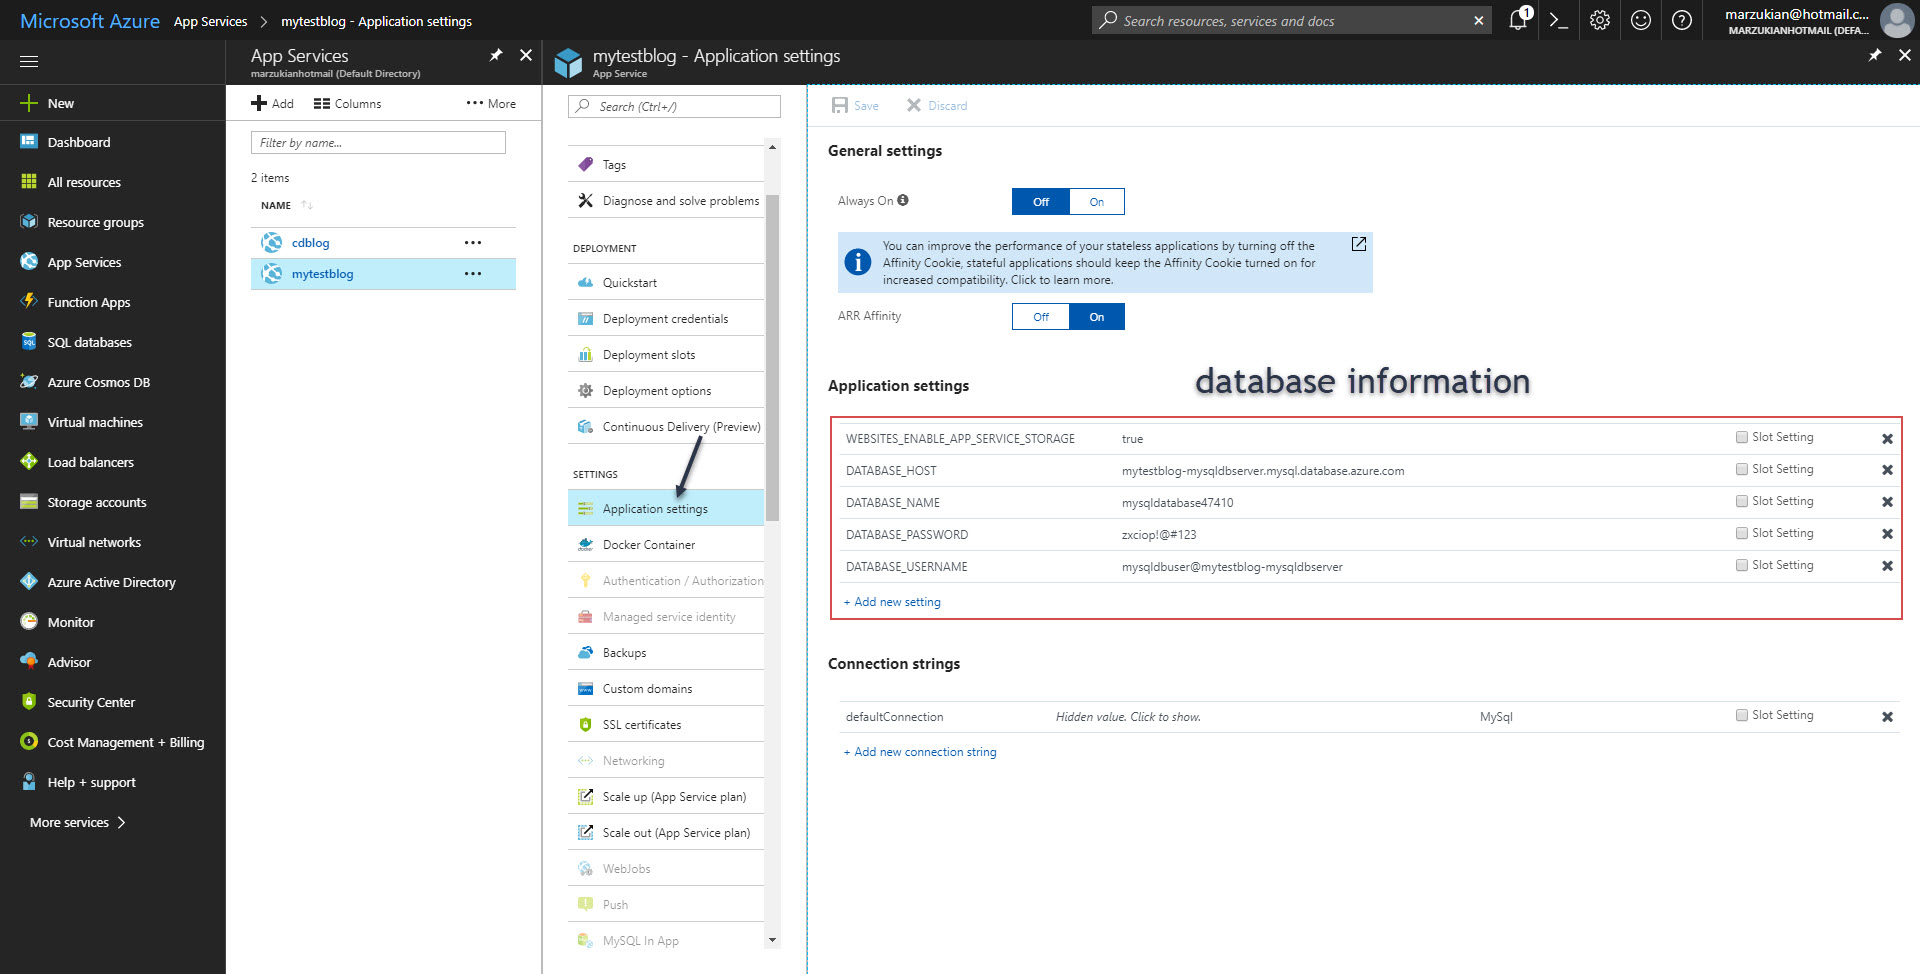 Microsoft Azure App Services mytestblog - Application settings
Search resources, services and docs
1
marzukian@hotmail.c...
MARZUKIANHOTMAIL (DEFA...
New
Dashboard
All resources
Resource groups
App Services
Function Apps
SQL databases
Azure Cosmos DB
Virtual machines
Load balancers
Storage accounts
Virtual networks
Azure Active Directory
Monitor
Advisor
Security Center
Cost Management + Billing
Help + support
More services
App Services
marzukianhotmail (Default Directory)
Add Columns More
Filter by name...
2 items
NAME
cdblog
mytestblog
mytestblog - Application settings
App Service
Search (Ctrl+/)
Tags
Diagnose and solve problems
DEPLOYMENT
Quickstart
Deployment credentials
Deployment slots
Deployment options
Continuous Delivery (Preview)
SETTINGS
Application settings
Docker Container
Authentication / Authorization
Managed service identity
Backups
Custom domains
SSL certificates
Networking
Scale up (App Service plan)
Scale out (App Service plan)
WebJobs
Push
MySQL In App
Save Discard
General settings
Always On Off On
You can improve the performance of your stateless applications by turning off the
Affinity Cookie, stateful applications should keep the Affinity Cookie turned on for
increased compatibility. Click to learn more.
ARR Affinity Off On
Application settings
database information
WEBSITES_ENABLE_APP_SERVICE_STORAGE true Slot Setting
DATABASE_HOST mytestblog-mysqldbserver.mysql.database.azure.com Slot Setting
DATABASE_NAME mysqldatabase47410 Slot Setting
DATABASE_PASSWORD zxciop!@#123 Slot Setting
DATABASE_USERNAME mysqldbuser@mytestblog-mysqldbserver Slot Setting
+ Add new setting
Connection strings
defaultConnection Hidden value. Click to show. MySql Slot Setting
+ Add new connection string